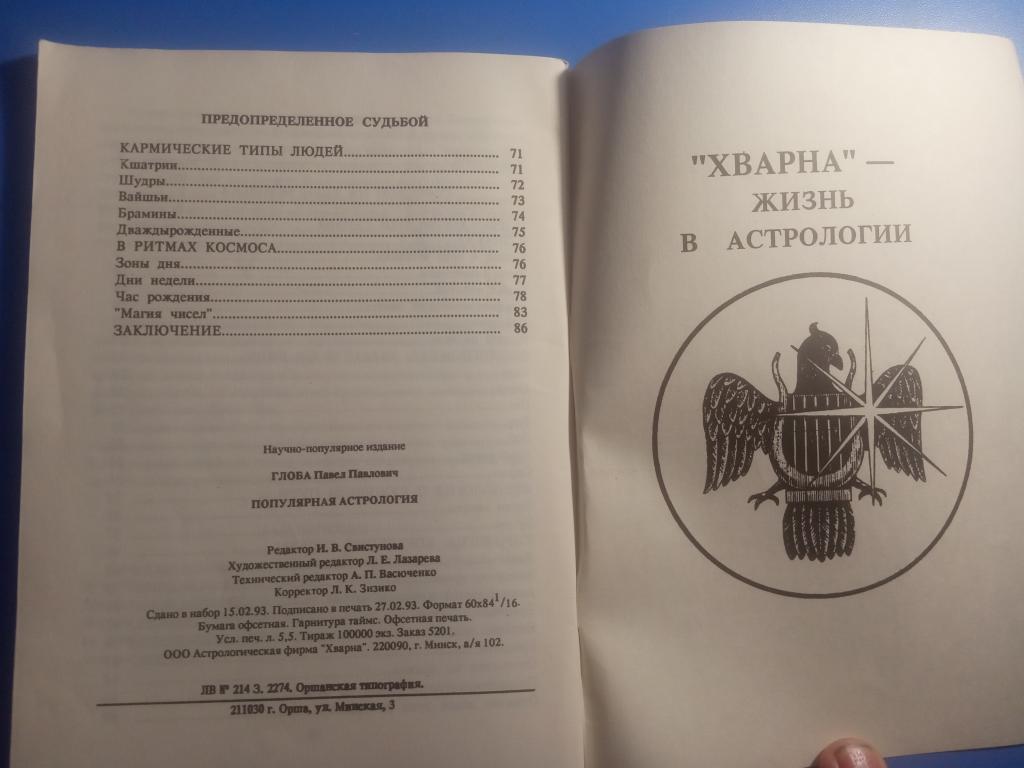 ПРЕДОПРЕДЕЛЕННОЕ СУДЬБОЙ
КАРМИЧЕСКИЕ ТИПЫ ЛЮДЕЙ........ 71
Кшатрии........ 71
Шудры........ 72
Вайшьи........ 73
Брамины........ 74
Дваждырожденные........ 75
В РИТМАХ КОСМОСА........ 76
Зоны дня........ 76
Дни недели........ 77
Час рождения........ 78
"Магия чисел"........ 83
ЗАКЛЮЧЕНИЕ........ 86
Научно-популярное издание
ГЛОБА Павел Павлович
ПОПУЛЯРНАЯ АСТРОЛОГИЯ
Редактор И. В. Свистунова
Художественный редактор Л. Е. Лазарева
Технический редактор А. П. Васюченко
Корректор Л. К. Зизико
Сдано в набор 15.02.93. Подписано в печать 27.02.93. Формат 60х84¹/16.
Бумага офсетная. Гарнитура таймс. Офсетная печать.
Усл. печ. л. 5,5. Тираж 100000 экз. Заказ 5201.
ООО Астрологическая фирма "Хварна". 220090, г. Минск, а/я 102.
ЛВ № 214 З. 2274. Оршанская типография.
211030 г. Орша, ул. Минская, 3
"ХВАРНА" —
ЖИЗНЬ
В АСТРОЛОГИИ